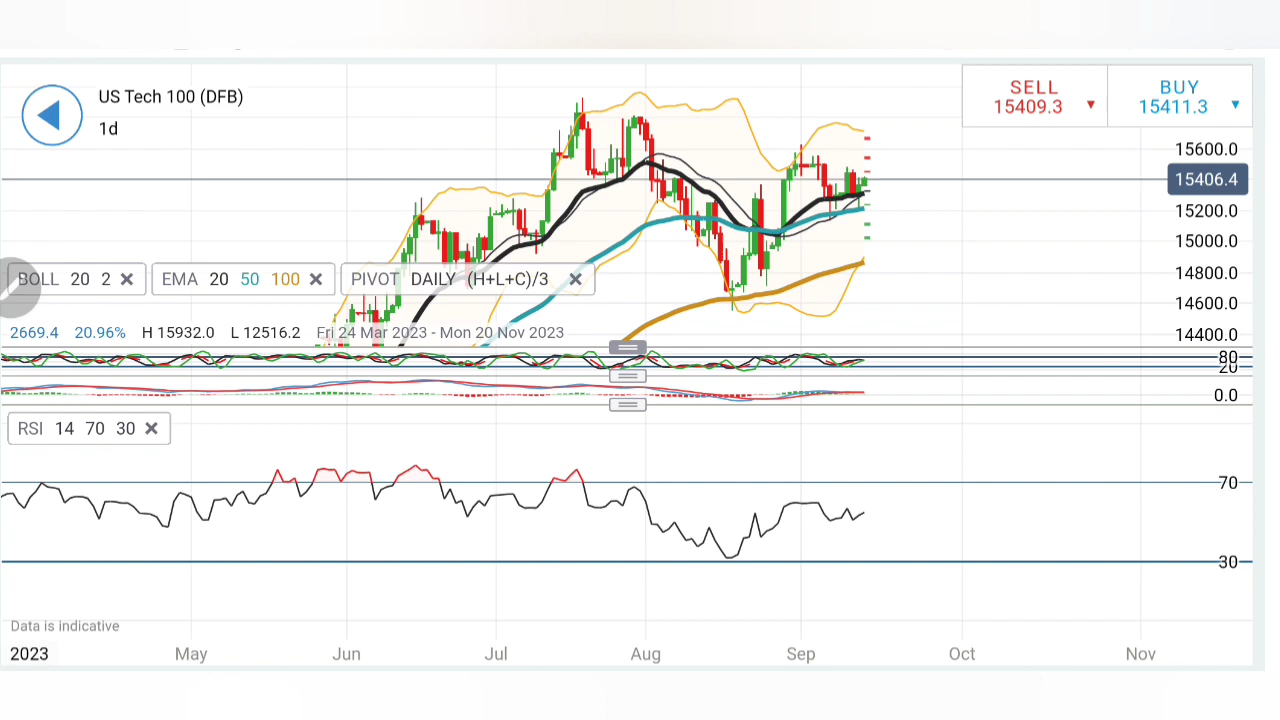 US Tech 100 (DFB)
1d
SELL
15409.3
BUY
15411.3
15600.0
15406.4
15200.0
15000.0
14800.0
14600.0
14400.0
BOLL 20 2
EMA 20 50 100
PIVOT DAILY (H+L+C)/3
2669.4 20.96% H 15932.0 L 12516.2 Fri 24 Mar 2023 - Mon 20 Nov 2023
80
20
0.0
RSI 14 70 30
70
30
Data is indicative
2023 May Jun Jul Aug Sep Oct Nov